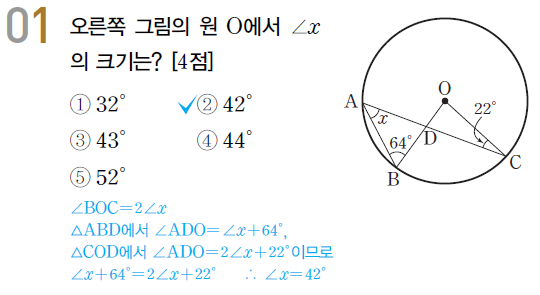 01 오른쪽 그림의 원 O에서 ∠x
의 크기는? [4점]
① 32° ② 42°
③ 43° ④ 44°
⑤ 52°
∠BOC=2∠x
△ABD에서 ∠ADO=∠x+64°,
△COD에서 ∠ADO=2∠x+22°이므로
∠x+64°=2∠x+22° ∴ ∠x=42°
O
22°
A
x
64°
D
C
B